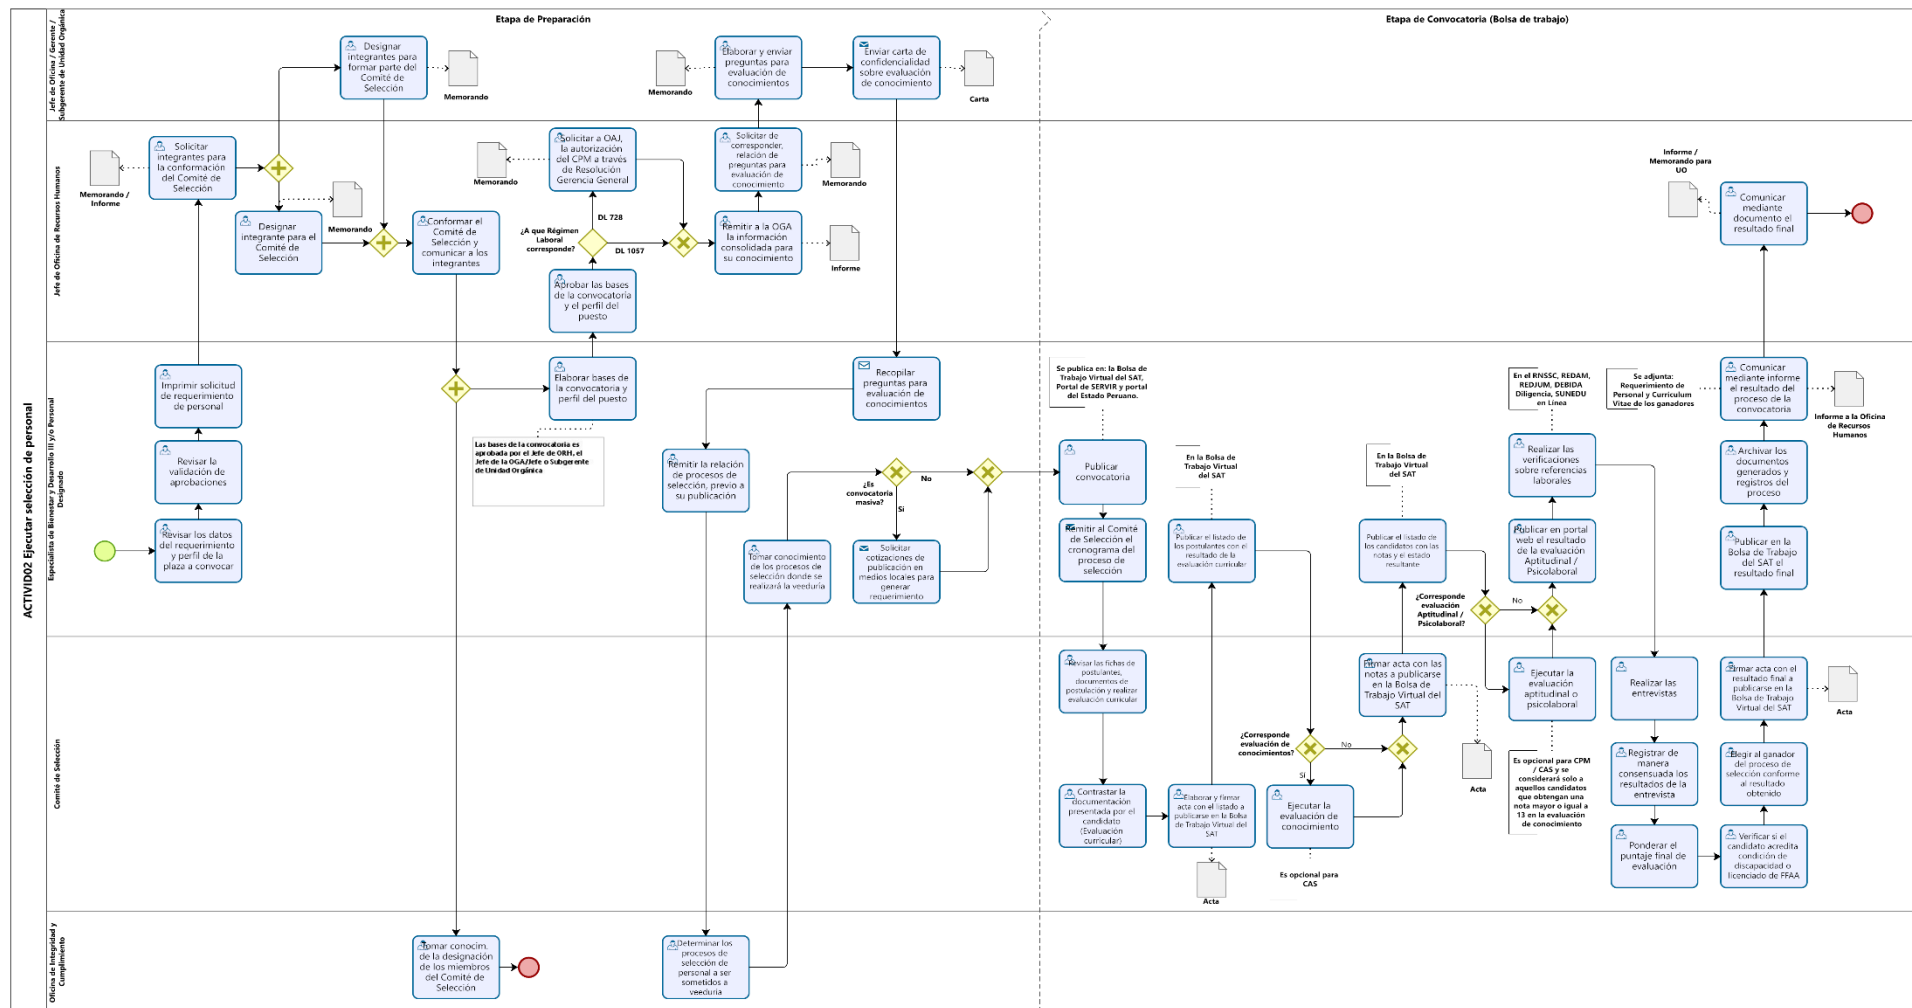 Etapa de Preparación
Etapa de Convocatoria (Bolsa de trabajo)
ACTIVID02 Ejecutar selección de personal
Jefe de Oficina / Gerente /
Subgerente de Unidad Orgánica
Designar
integrantes para
formar parte del
Comité de
Selección
Memorando
Memorando
Elaborar y enviar
preguntas para
evaluación de
conocimientos
Enviar carta de
confidencialidad
sobre evaluación
de conocimiento
Carta
Jefe de Oficina de Recursos Humanos
Memorando /
Informe
Solicitar
integrantes para
la conformación
del Comité de
Selección
Memorando
Designar
integrante para el
Comité de
Selección
Conformar el
Comité de
Selección y
comunicar a los
integrantes
Memorando
Solicitar a OAJ,
la autorización
del CPM a través
de Resolución
Gerencia General
¿A que Régimen
Laboral
corresponde?
DL 728
DL 1057
Aprobar las bases
de la convocatoria
y el perfil del
puesto
Solicitar de
corresponder,
relación de
preguntas para
evaluación de
conocimiento
Memorando
Remitir a la OGA
la información
consolidada para
su conocimiento
Informe
Informe /
Memorando para
UO
Comunicar
mediante
documento el
resultado final
Especialista de Bienestar y Desarrollo III y/o Personal
Designado
Imprimir solicitud
de requerimiento
de personal
Revisar la
validación de
aprobaciones
Revisar los datos
del requerimiento
y perfil de la
plaza a convocar
Elaborar bases de
la convocatoria y
perfil del puesto
Las bases de la convocatoria es
aprobada por el Jefe de ORH, el
Jefe de la OGA/Jefe o Subgerente
de Unidad Orgánica
Recopilar
preguntas para
evaluación de
conocimientos
Remitir la relación
de procesos de
selección, previo a
su publicación
Tomar conocimiento
de los procesos de
selección donde se
realizará la veeduría
¿Es
convocatoria
masiva?
No
Si
Solicitar
cotizaciones de
publicación en
medios locales para
generar
requerimiento
Se publica en: la Bolsa de
Trabajo Virtual del SAT,
Portal de SERVIR y portal
del Estado Peruano.
Publicar
convocatoria
Remitir al Comité
de Selección el
cronograma del
proceso de
selección
En la Bolsa de
Trabajo Virtual
del SAT
Publicar el listado de
los postulantes con el
resultado de la
evaluación curricular
En la Bolsa de
Trabajo Virtual
del SAT
Publicar el listado de
los candidatos con las
notas y el estado
resultante
¿Corresponde
evaluación
Aptitudinal /
Psicolaboral?
No
En el RNSSC, REDAM,
REDJUM, DEBIDA
Diligencia, SUNEDU
en Línea
Realizar las
verificaciones
sobre referencias
laborales
Publicar en portal
web el resultado
de la evaluación
Aptitudinal /
Psicolaboral
Se adjunta:
Requerimiento de
Personal y Curriculum
Vitae de los ganadores
Comunicar
mediante informe
el resultado del
proceso de la
convocatoria
Informe a la Oficina
de Recursos
Humanos
Archivar los
documentos
generados y
registros del
proceso
Publicar en la
Bolsa de Trabajo
del SAT el
resultado final
Comité de Selección
Revisar las fichas de
postulantes,
documentos de
postulación y realizar
evaluación curricular
Contrastar la
documentación
presentada por el
candidato
(Evaluación
curricular)
Elaborar y firmar
acta con el listado a
publicarse en la Bolsa
de Trabajo Virtual del
SAT
Acta
¿Corresponde
evaluación de
conocimientos?
No
Si
Ejecutar la
evaluación de
conocimiento
Es opcional para
CAS
Firmar acta con las
notas a publicarse
en la Bolsa de
Trabajo Virtual del
SAT
Acta
Ejecutar la
evaluación
aptitudinal o
psicolaboral
Es opcional para CPM
/ CAS y se
considerará solo a
aquellos candidatos
que obtengan una
nota mayor o igual a
13 en la evaluación
de conocimiento
Realizar las
entrevistas
Registrar de
manera
consensuada los
resultados de la
entrevista
Ponderar el
puntaje final de
evaluación
Firmar acta con el
resultado final a
publicarse en la
Bolsa de Trabajo
Virtual del SAT
Acta
Elegir al ganador
del proceso de
selección conforme
al resultado
obtenido
Verificar si el
candidato acredita
condición de
discapacidad o
licenciado de FFAA
Oficina de Integridad y
Cumplimiento
Tomar conocim.
de la designación
de los miembros
del Comité de
Selección
Determinar los
procesos de
selección de
personal a ser
sometidos a
veeduría